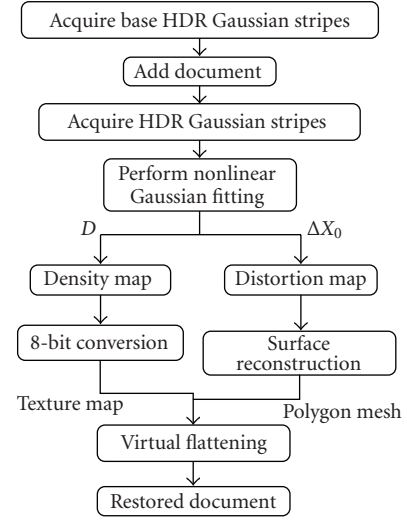 Acquire base HDR Gaussian stripes
Add document
Acquire HDR Gaussian stripes
Perform nonlinear
Gaussian fitting
D
ΔX₀
Density map
Distortion map
8-bit conversion
Surface
reconstruction
Texture map
Polygon mesh
Virtual flattening
Restored document